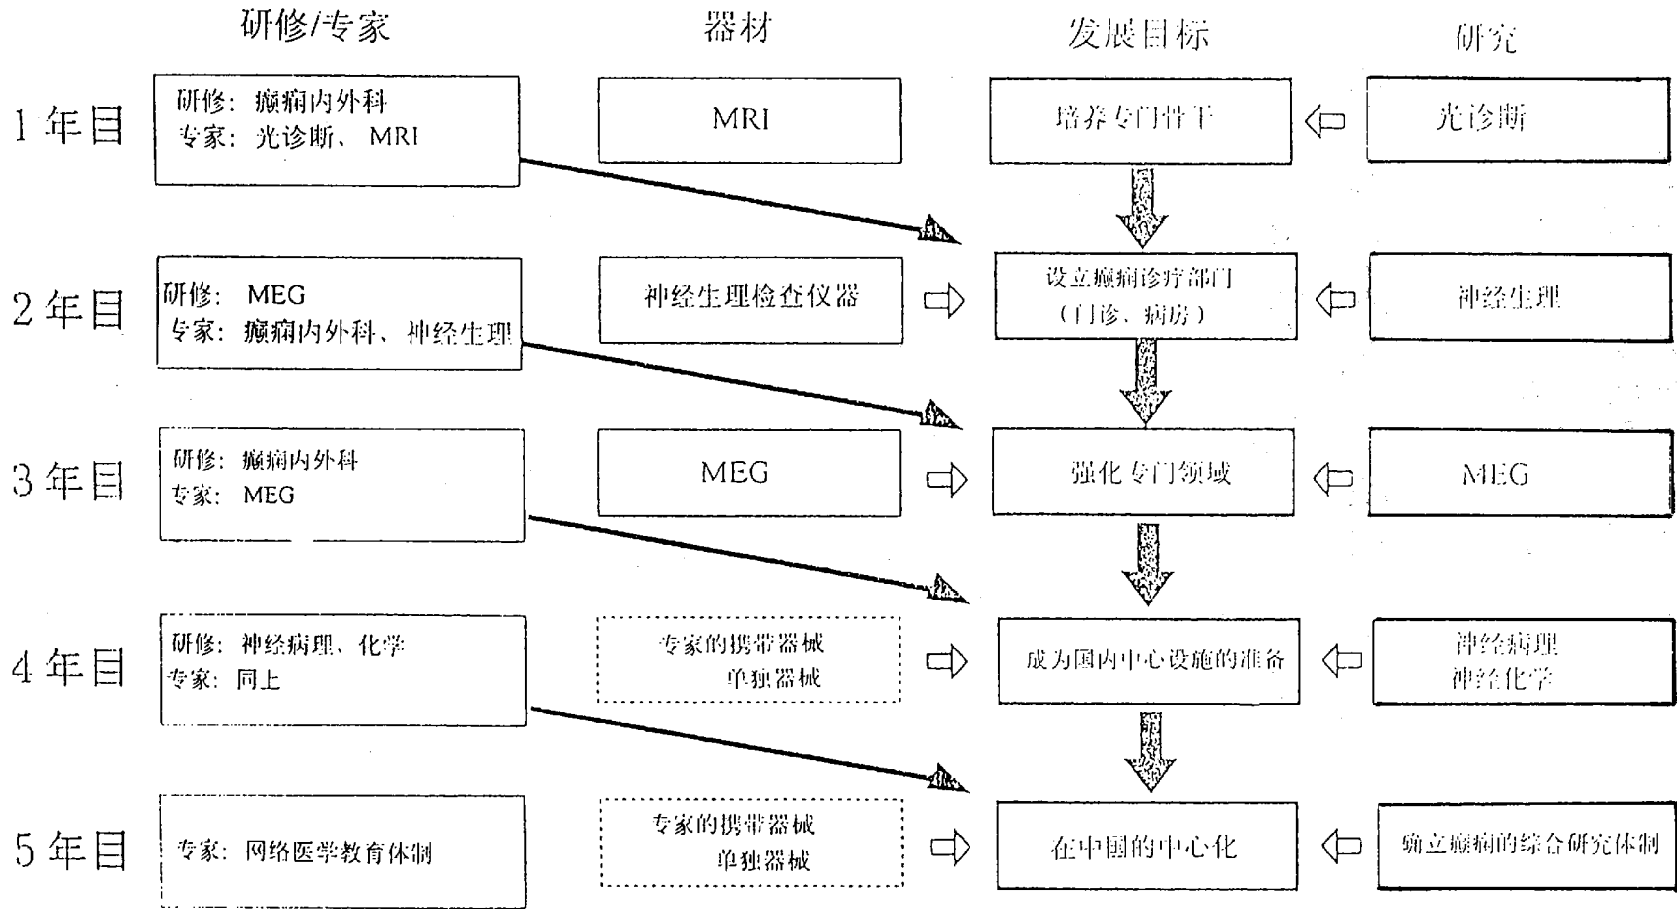 研修/专家
器材
发展目标
研究
1年目
研修: 癫痫内外科
专家: 光诊断、MRI
MRI
培养专门骨干
光诊断
2年目
研修: MEG
专家: 癫痫内外科、神经生理
神经生理检查仪器
设立癫痫诊疗部门
(门诊、病房)
神经生理
3年目
研修: 癫痫内外科
专家: MEG
MEG
强化专门领域
MEG
4年目
研修: 神经病理、化学
专家: 同上
专家的携带器械
单独器械
成为国内中心设施的准备
神经病理
神经化学
5年目
专家: 网络医学教育体制
专家的携带器械
单独器械
在中国的中心化
确立癫痫的综合研究体制